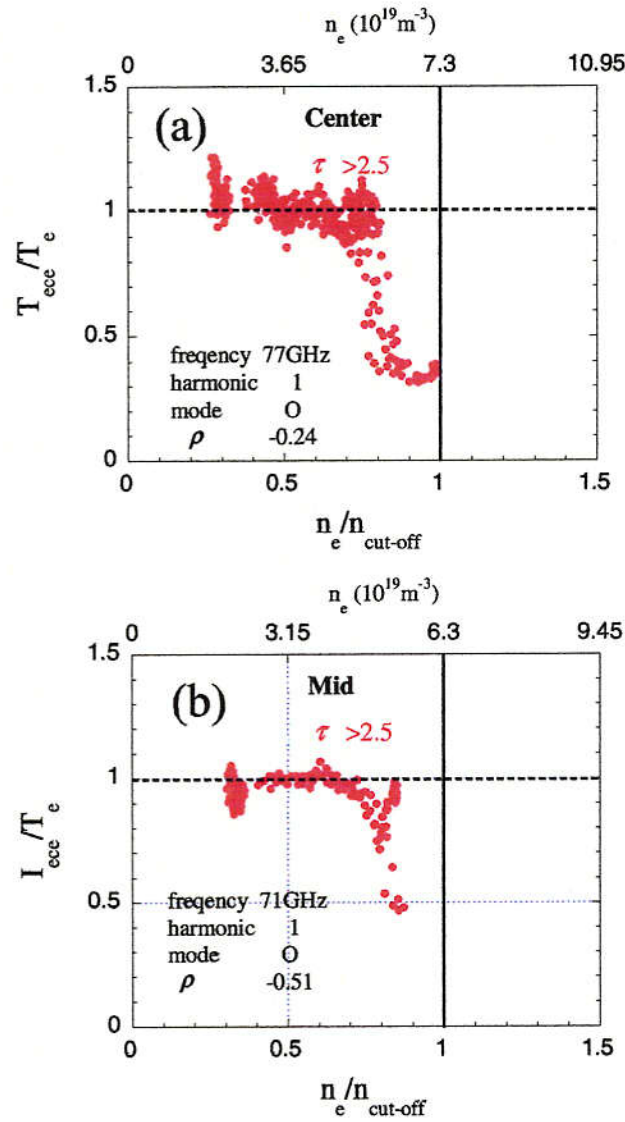 n_e (10^19 m^-3)
0 3.65 7.3 10.95
1.5
(a) Center
τ >2.5
1
T_ece/T_e
0.5
freqency 77GHz
harmonic 1
mode O
ρ -0.24
0
0 0.5 1 1.5
n_e/n_cut-off
n_e (10^19 m^-3)
0 3.15 6.3 9.45
1.5
(b) Mid
τ >2.5
1
I_ece/T_e
0.5
freqency 71GHz
harmonic 1
mode O
ρ -0.51
0
0 0.5 1 1.5
n_e/n_cut-off